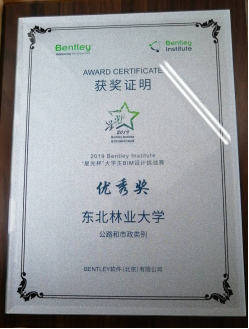 Bentley
Bentley
Institute
AWARD CERTIFICATE
获奖证明
2019
2019 Bentley Institute
“星光杯”大学生BIM设计挑战赛
优秀奖
东北林业大学
公路和市政类别
BENTLEY软件(北京)有限公司